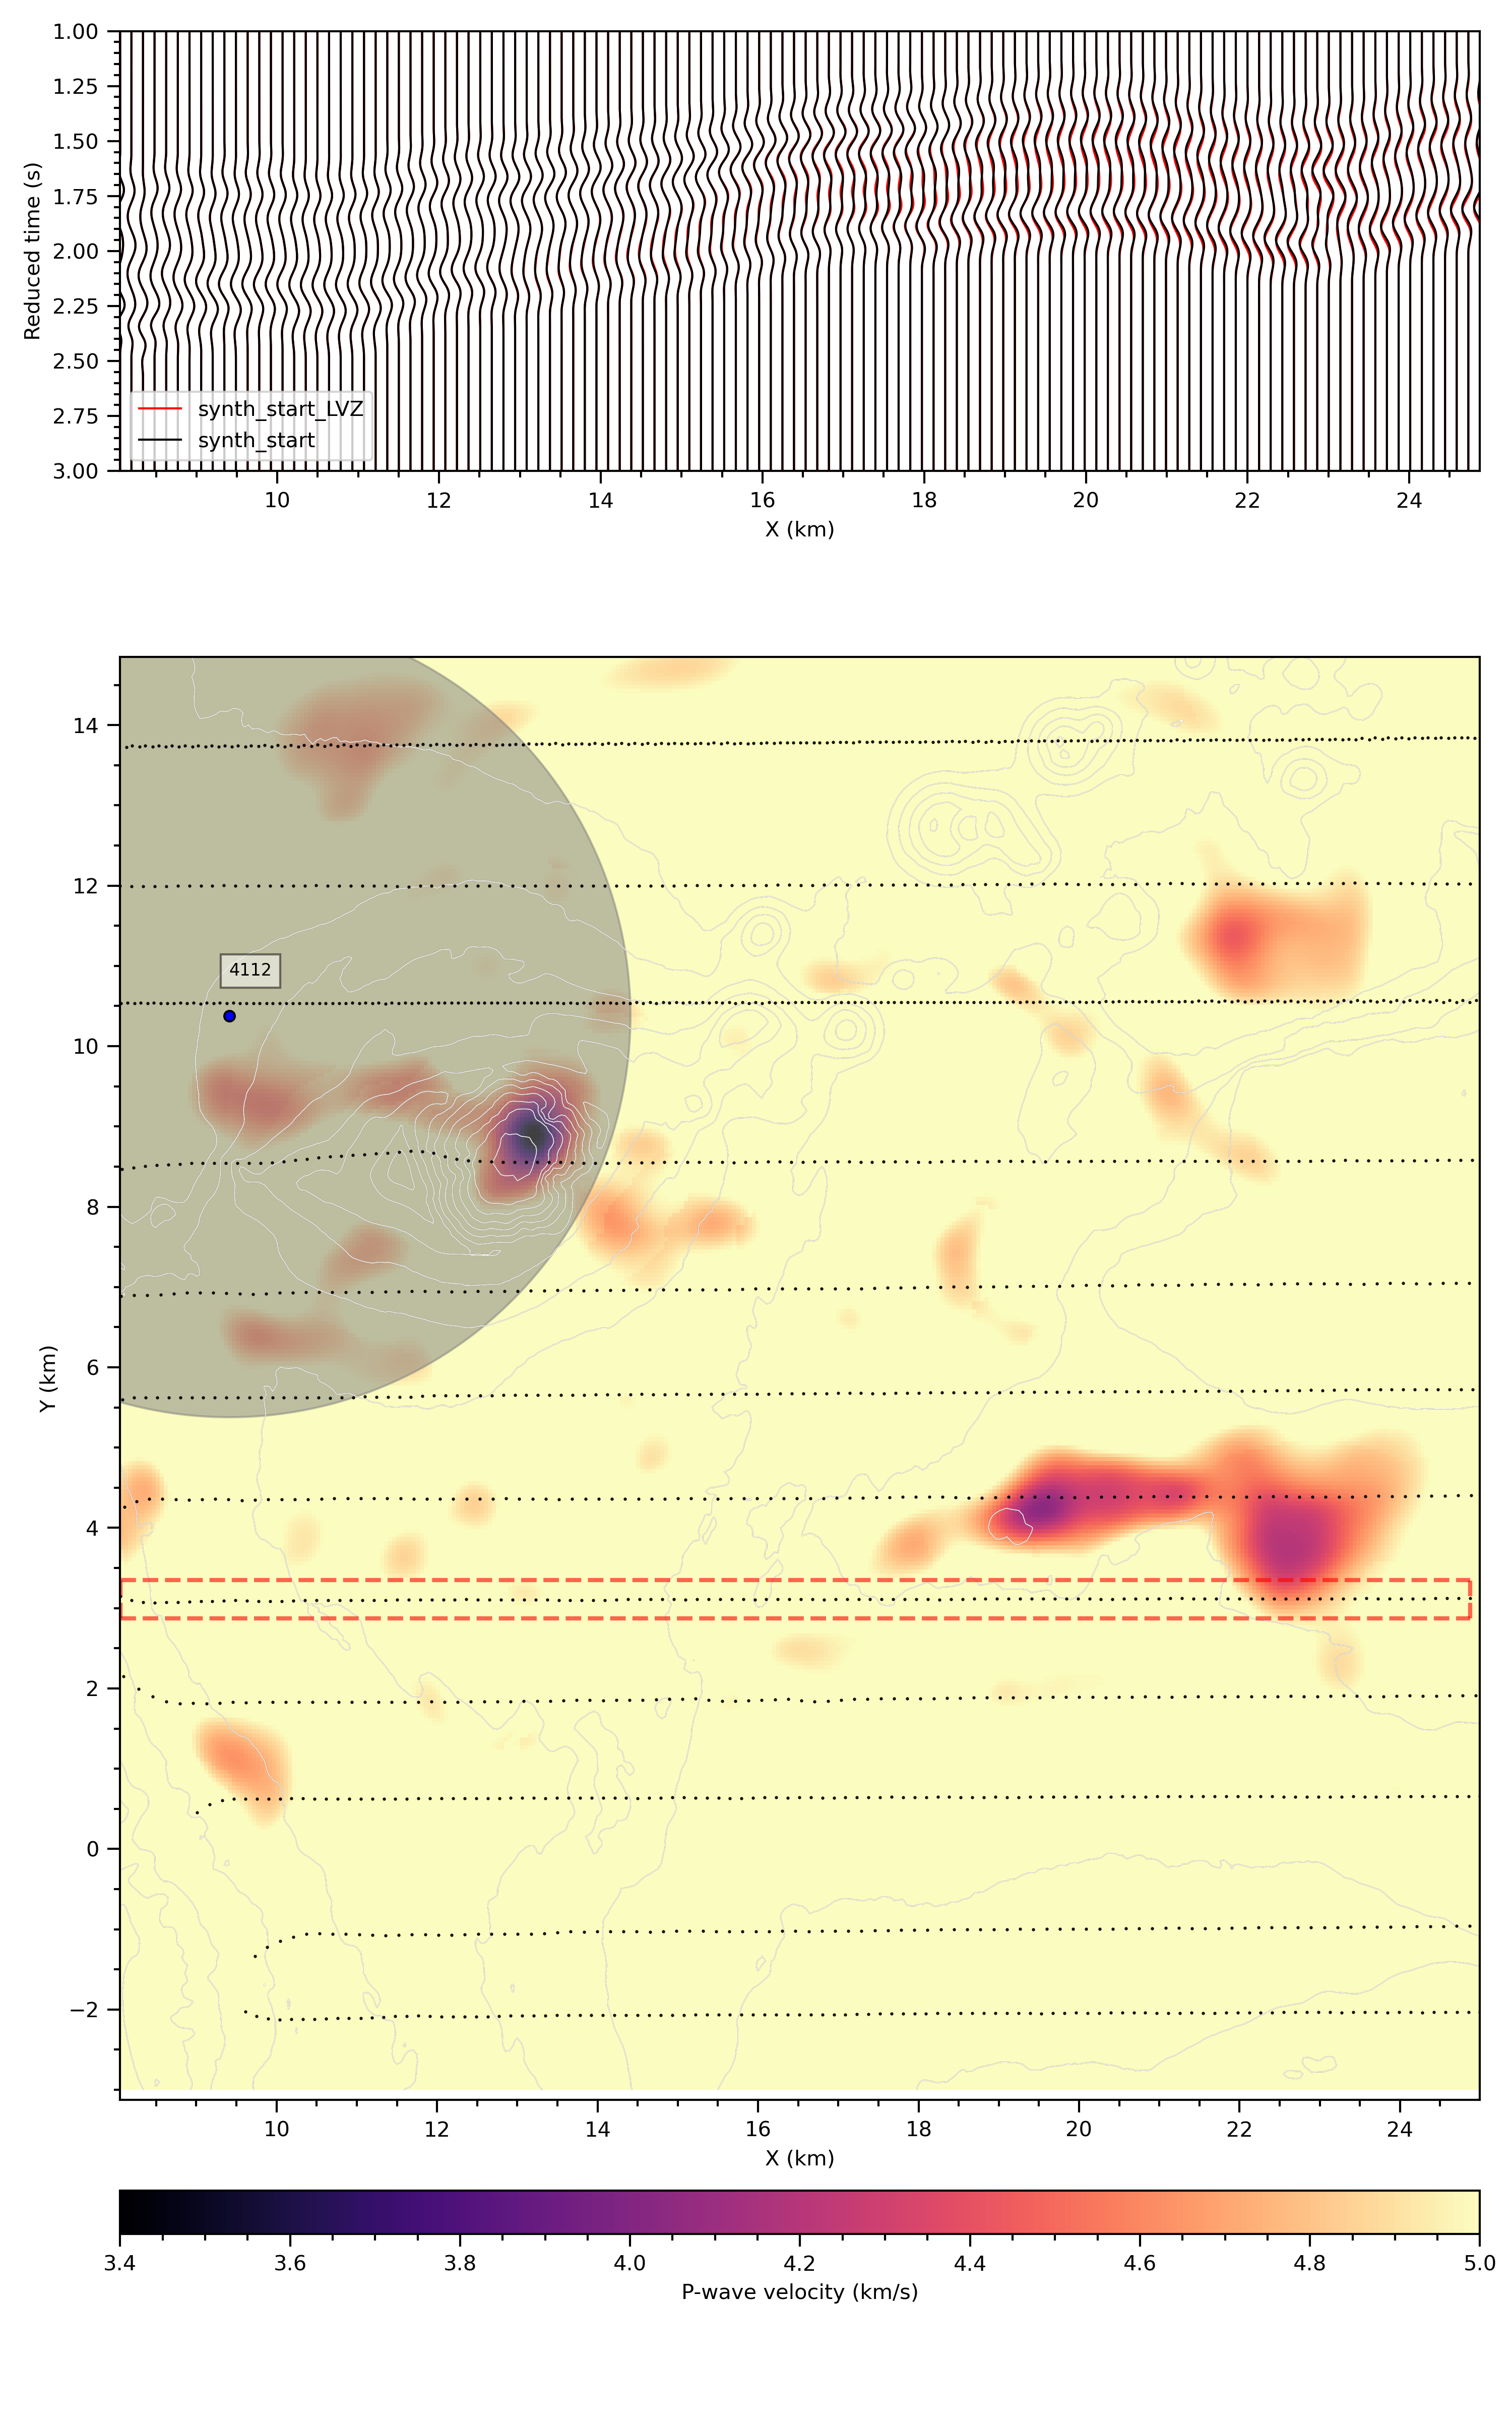 1.00
1.25
1.50
1.75
2.00
2.25
2.50
2.75
3.00
Reduced time (s)
synth_start_LVZ
synth_start
10 12 14 16 18 20 22 24
X (km)
14
12
10
8
6
4
2
0
−2
Y (km)
4112
10 12 14 16 18 20 22 24
X (km)
3.4 3.6 3.8 4.0 4.2 4.4 4.6 4.8 5.0
P-wave velocity (km/s)